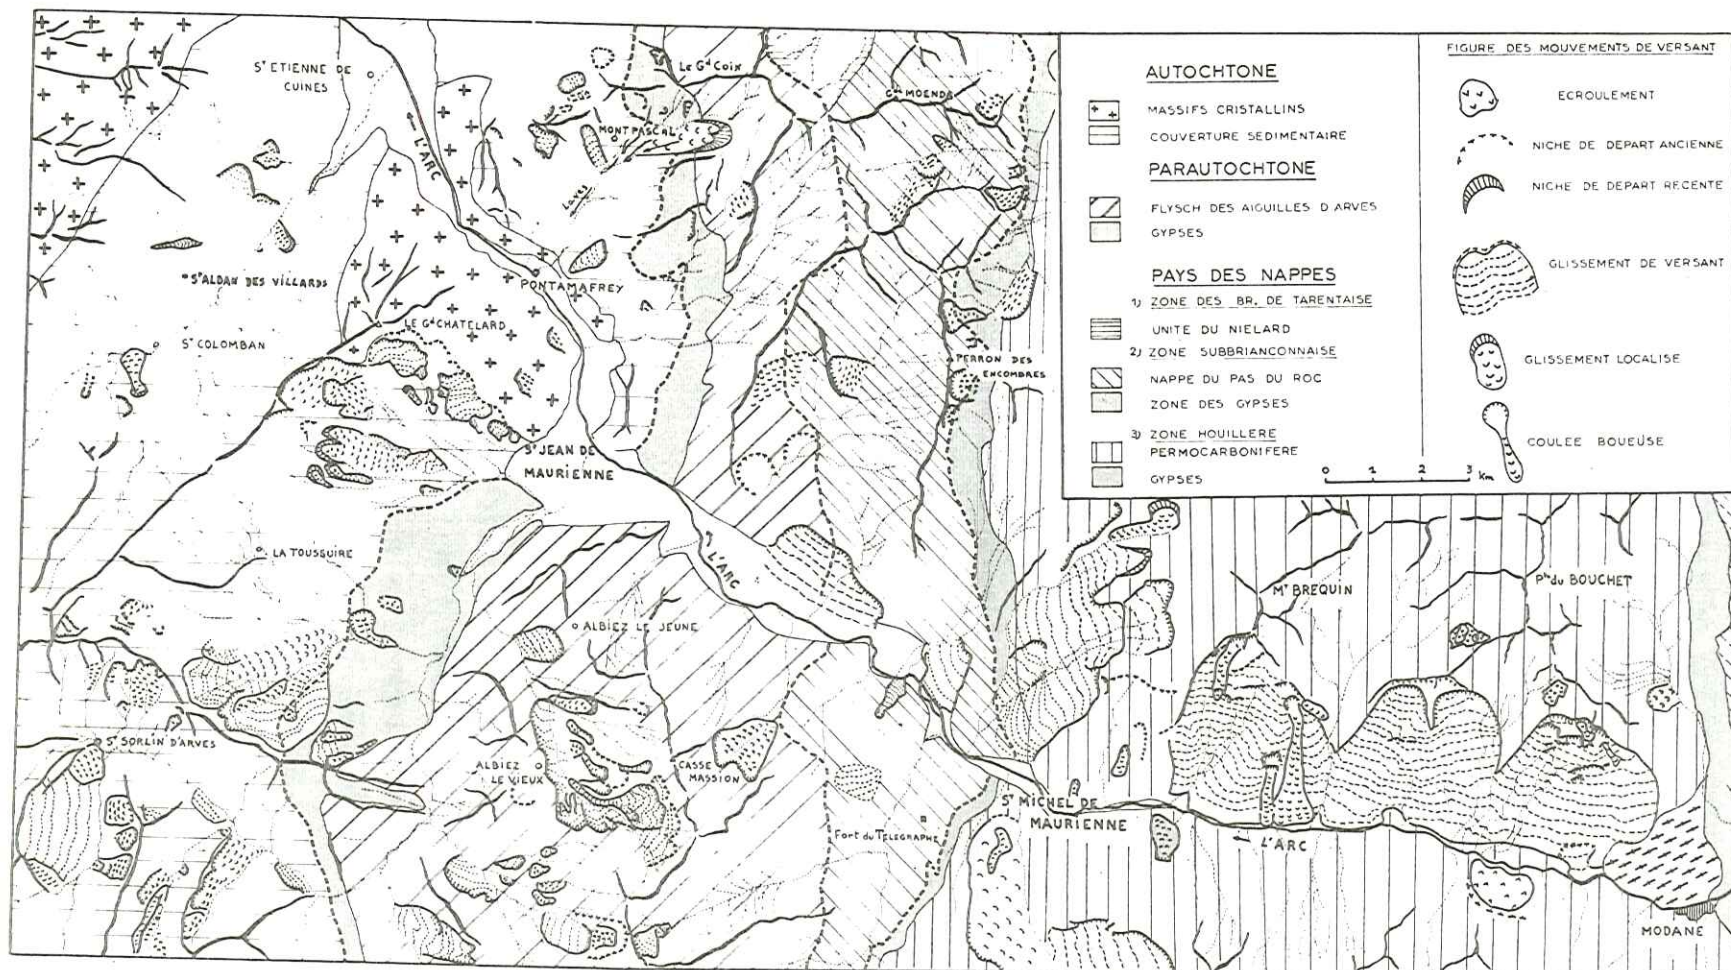 St ETIENNE DE
CUINES
L'ARC
Le Gd Coix
Gde MOENDA
MONTPASCAL
St ALBAN DES VILLARDS
PONTAMAFREY
LE Gd CHATELARD
St COLOMBAN
PERRON DES
ENCOMBRES
St JEAN DE
MAURIENNE
LA TOUSSUIRE
L'ARC
ALBIEZ LE JEUNE
Mt BREQUIN
Pte du BOUCHET
St SORLIN D'ARVES
ALBIEZ
LE VIEUX
CASSE
MASSION
Fort du TELEGRAPHE
St MICHEL DE
MAURIENNE
L'ARC
MODANE
AUTOCHTONE
MASSIFS CRISTALLINS
COUVERTURE SEDIMENTAIRE
PARAUTOCHTONE
FLYSCH DES AIGUILLES D ARVES
GYPSES
PAYS DES NAPPES
1) ZONE DES BR. DE TARENTAISE
UNITE DU NIELARD
2) ZONE SUBBRIANCONNAISE
NAPPE DU PAS DU ROC
ZONE DES GYPSES
3) ZONE HOUILLERE
PERMOCARBONIFERE
GYPSES
FIGURE DES MOUVEMENTS DE VERSANT
ECROULEMENT
NICHE DE DEPART ANCIENNE
NICHE DE DEPART RECENTE
GLISSEMENT DE VERSANT
GLISSEMENT LOCALISE
COULEE BOUEUSE
0 1 2 3 km